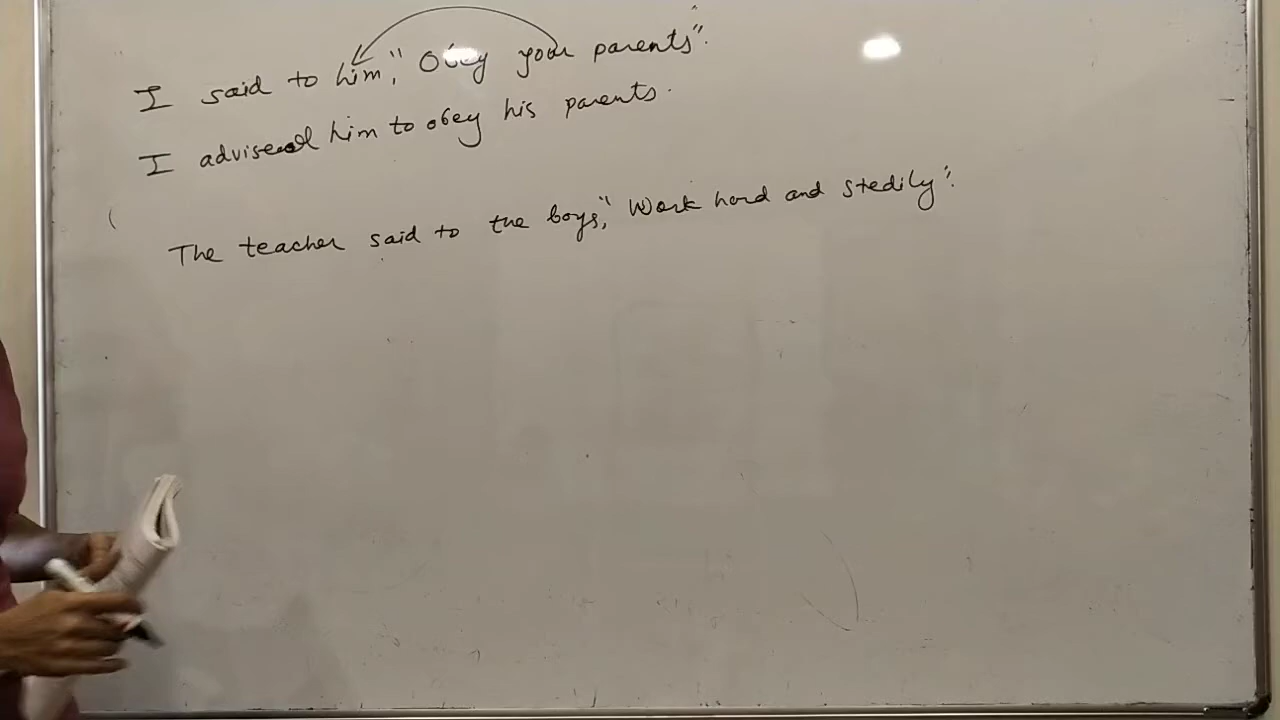 I said to him, "Obey your parents".
I advised him to obey his parents.
The teacher said to the boys, "Work hard and stedily".